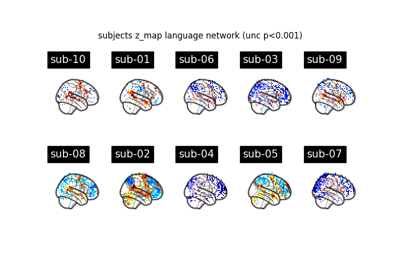 subjects z_map language network (unc p<0.001)
sub-10 sub-01 sub-06 sub-03 sub-09
sub-08 sub-02 sub-04 sub-05 sub-07